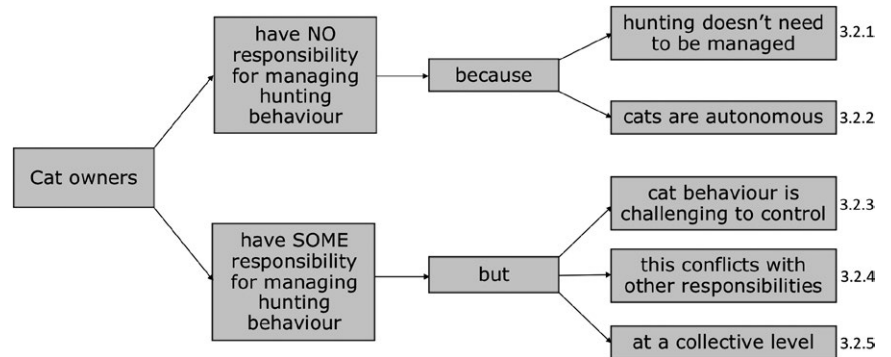 Cat owners
have NO
responsibility
for managing
hunting
behaviour
because
hunting doesn't need
to be managed
3.2.1
cats are autonomous
3.2.2
have SOME
responsibility
for managing
hunting
behaviour
but
cat behaviour is
challenging to control
3.2.3
this conflicts with
other responsibilities
3.2.4
at a collective level
3.2.5